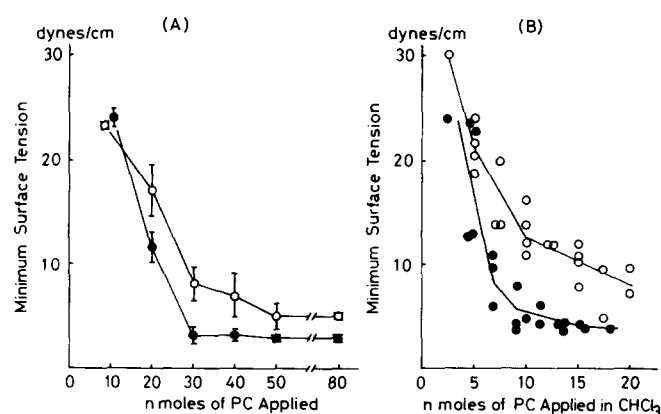 (A)
dynes/cm
30
20
10
Minimum Surface Tension
0 10 20 30 40 50 80
n moles of PC Applied
(B)
dynes/cm
30
20
10
Minimum Surface Tension
0 5 10 15 20
n moles of PC Applied in CHCl3